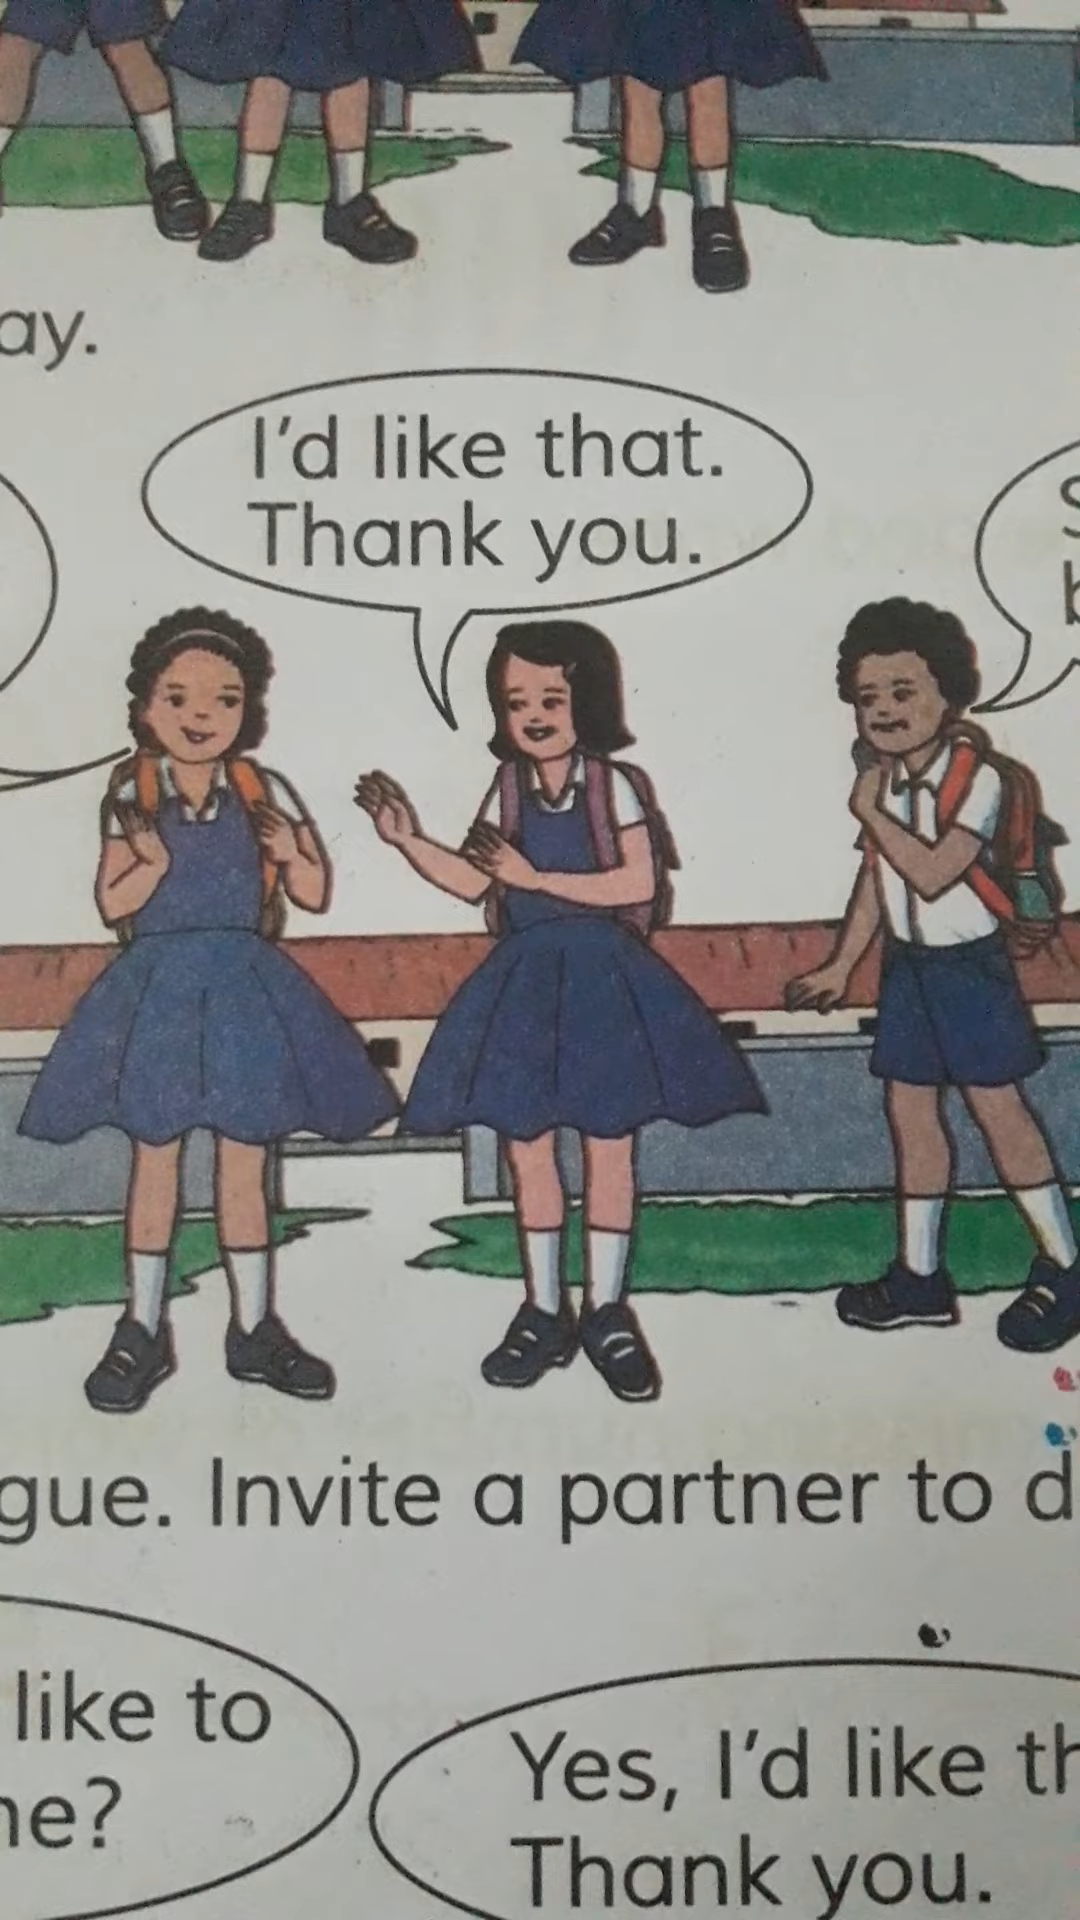 ay.
I'd like that.
Thank you.
gue. Invite a partner to d
like to
ne?
Yes, I'd like th
Thank you.